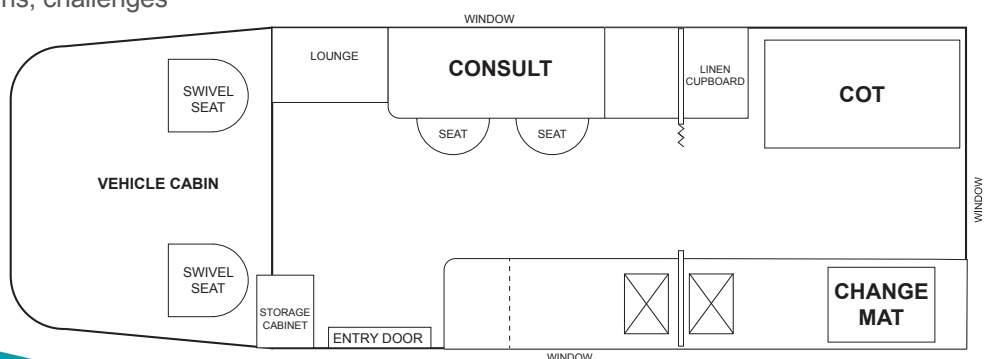 ns, challenges
WINDOW
LOUNGE
CONSULT
LINEN
CUPBOARD
COT
SWIVEL
SEAT
SEAT
SEAT
VEHICLE CABIN
WINDOW
SWIVEL
SEAT
STORAGE
CABINET
ENTRY DOOR
CHANGE
MAT
WINDOW